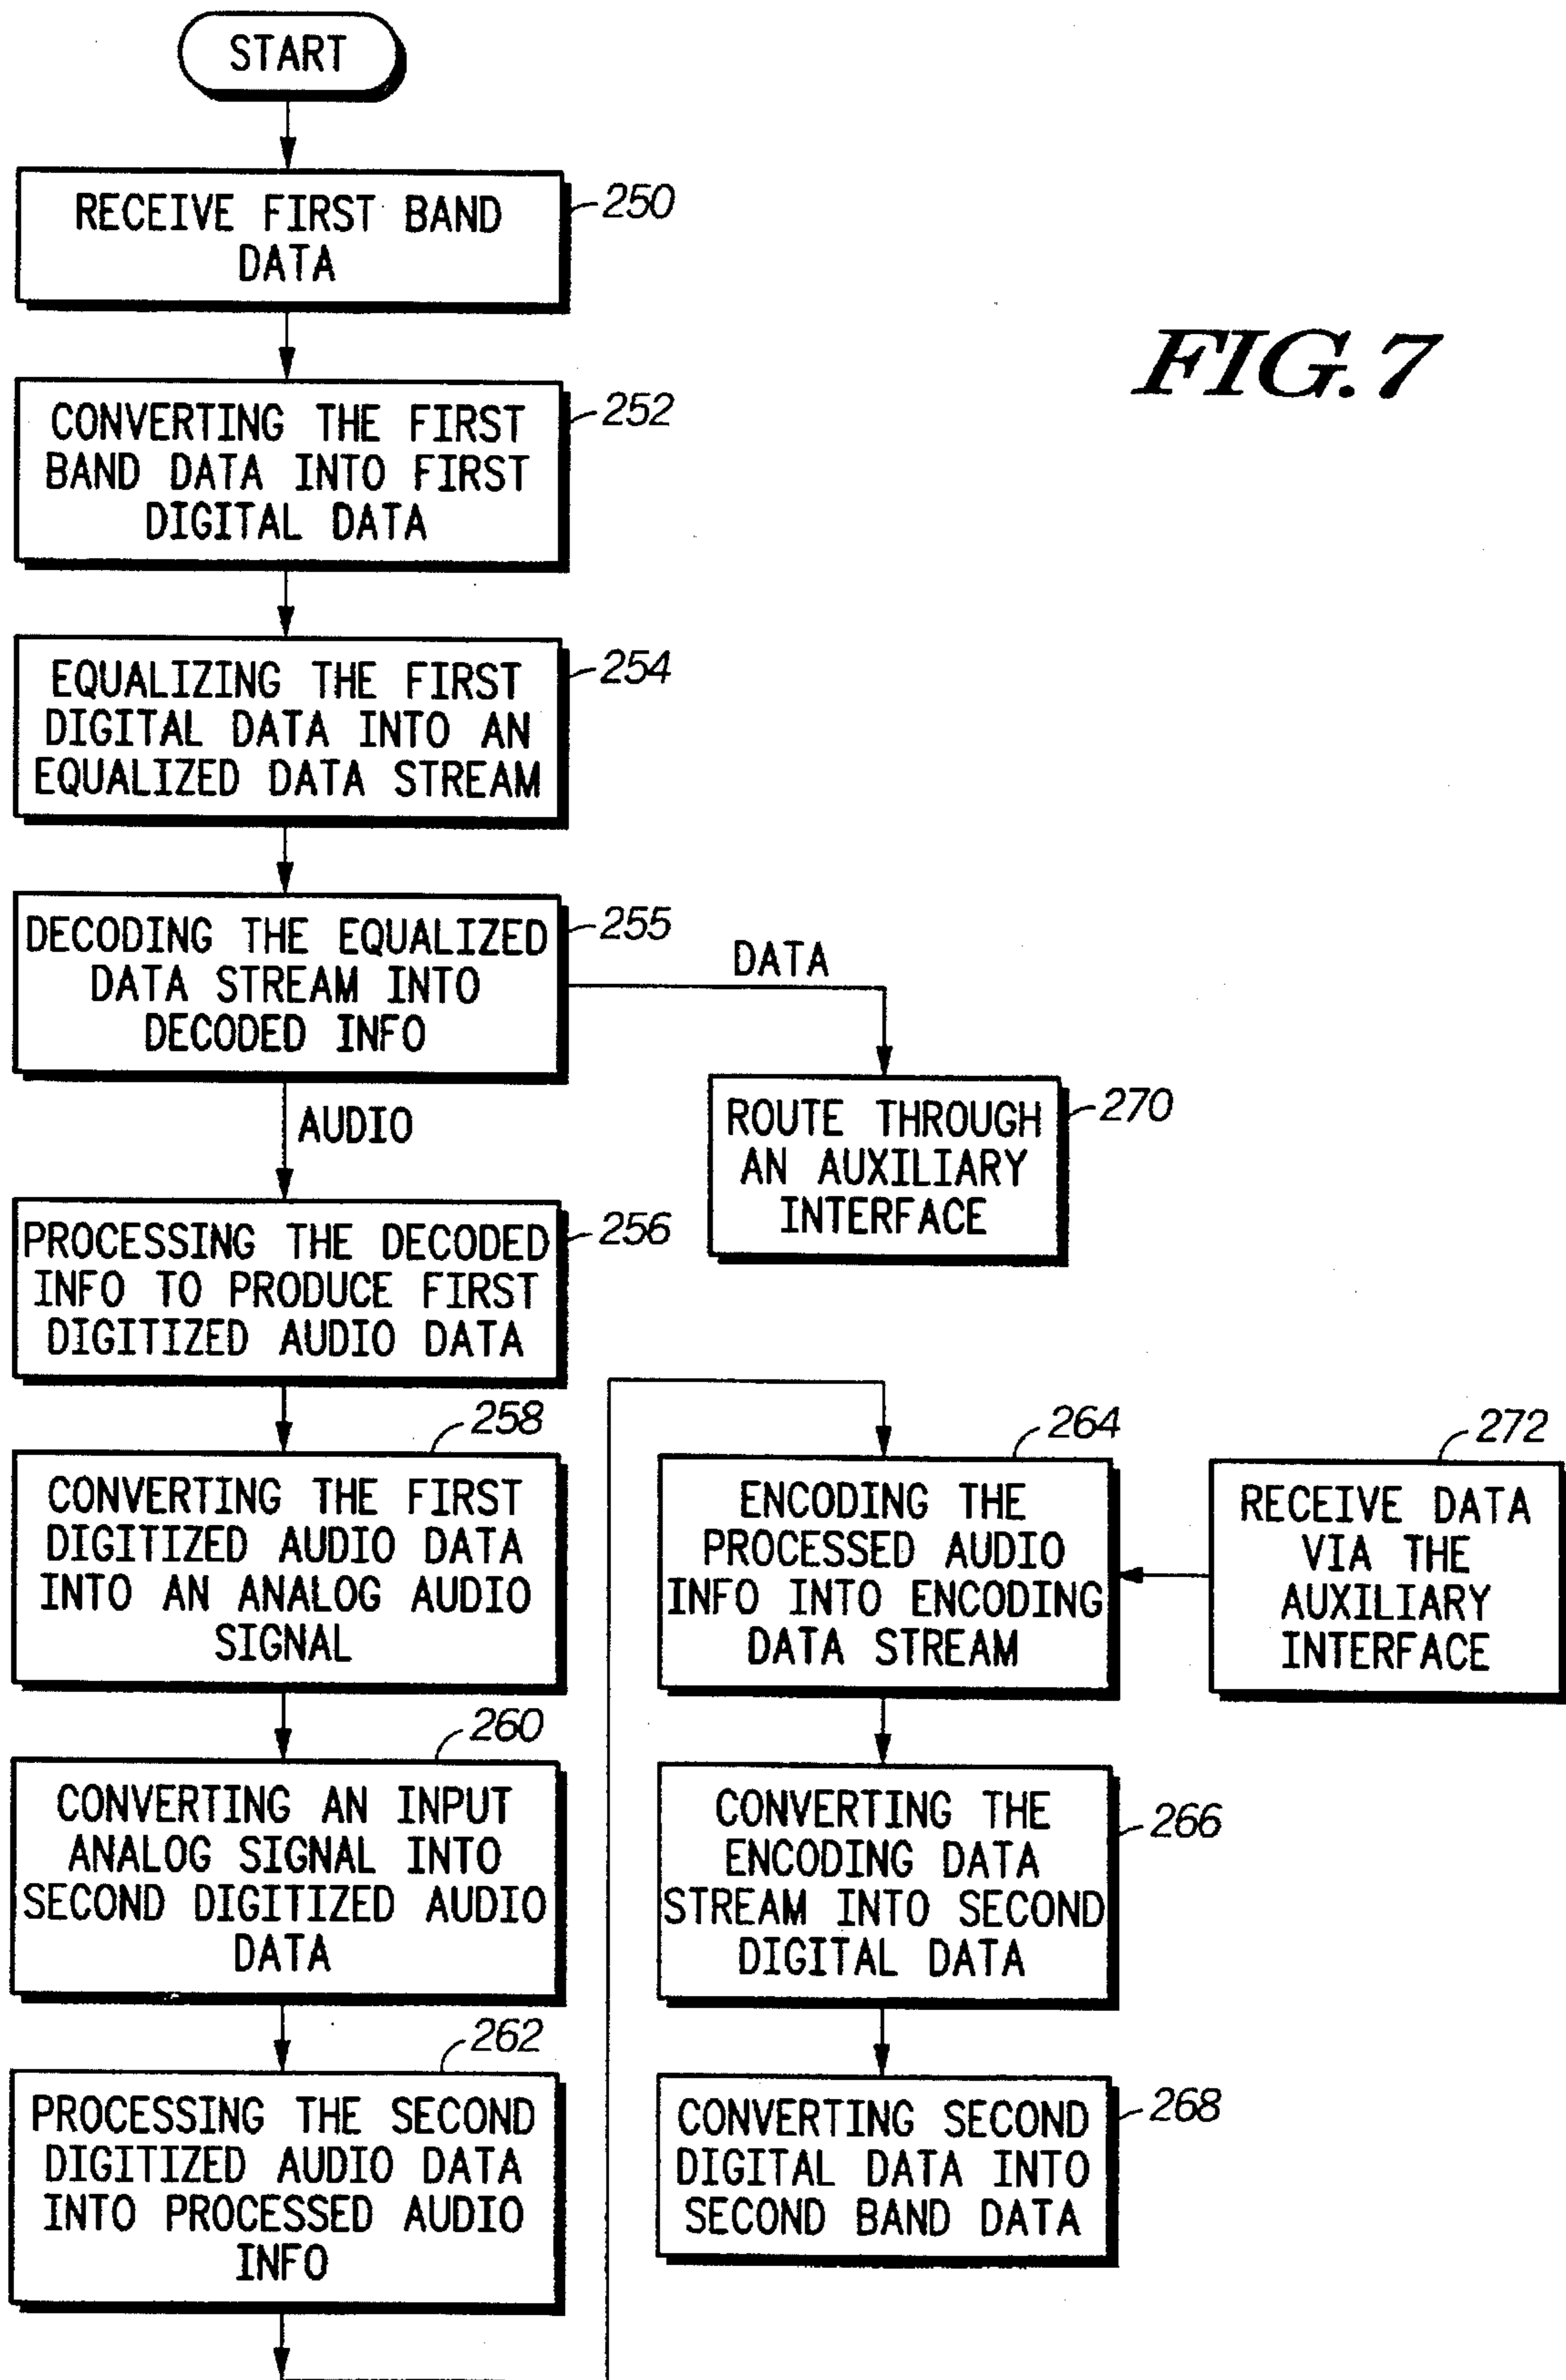 START
RECEIVE FIRST BAND
DATA
250
FIG.7
CONVERTING THE FIRST
BAND DATA INTO FIRST
DIGITAL DATA
252
EQUALIZING THE FIRST
DIGITAL DATA INTO AN
EQUALIZED DATA STREAM
254
DECODING THE EQUALIZED
DATA STREAM INTO
DECODED INFO
255
DATA
AUDIO
ROUTE THROUGH
AN AUXILIARY
INTERFACE
270
PROCESSING THE DECODED
INFO TO PRODUCE FIRST
DIGITIZED AUDIO DATA
256
CONVERTING THE FIRST
DIGITIZED AUDIO DATA
INTO AN ANALOG AUDIO
SIGNAL
258
CONVERTING AN INPUT
ANALOG SIGNAL INTO
SECOND DIGITIZED AUDIO
DATA
260
PROCESSING THE SECOND
DIGITIZED AUDIO DATA
INTO PROCESSED AUDIO
INFO
262
ENCODING THE
PROCESSED AUDIO
INFO INTO ENCODING
DATA STREAM
264
RECEIVE DATA
VIA THE
AUXILIARY
INTERFACE
272
CONVERTING THE
ENCODING DATA
STREAM INTO SECOND
DIGITAL DATA
266
CONVERTING SECOND
DIGITAL DATA INTO
SECOND BAND DATA
268